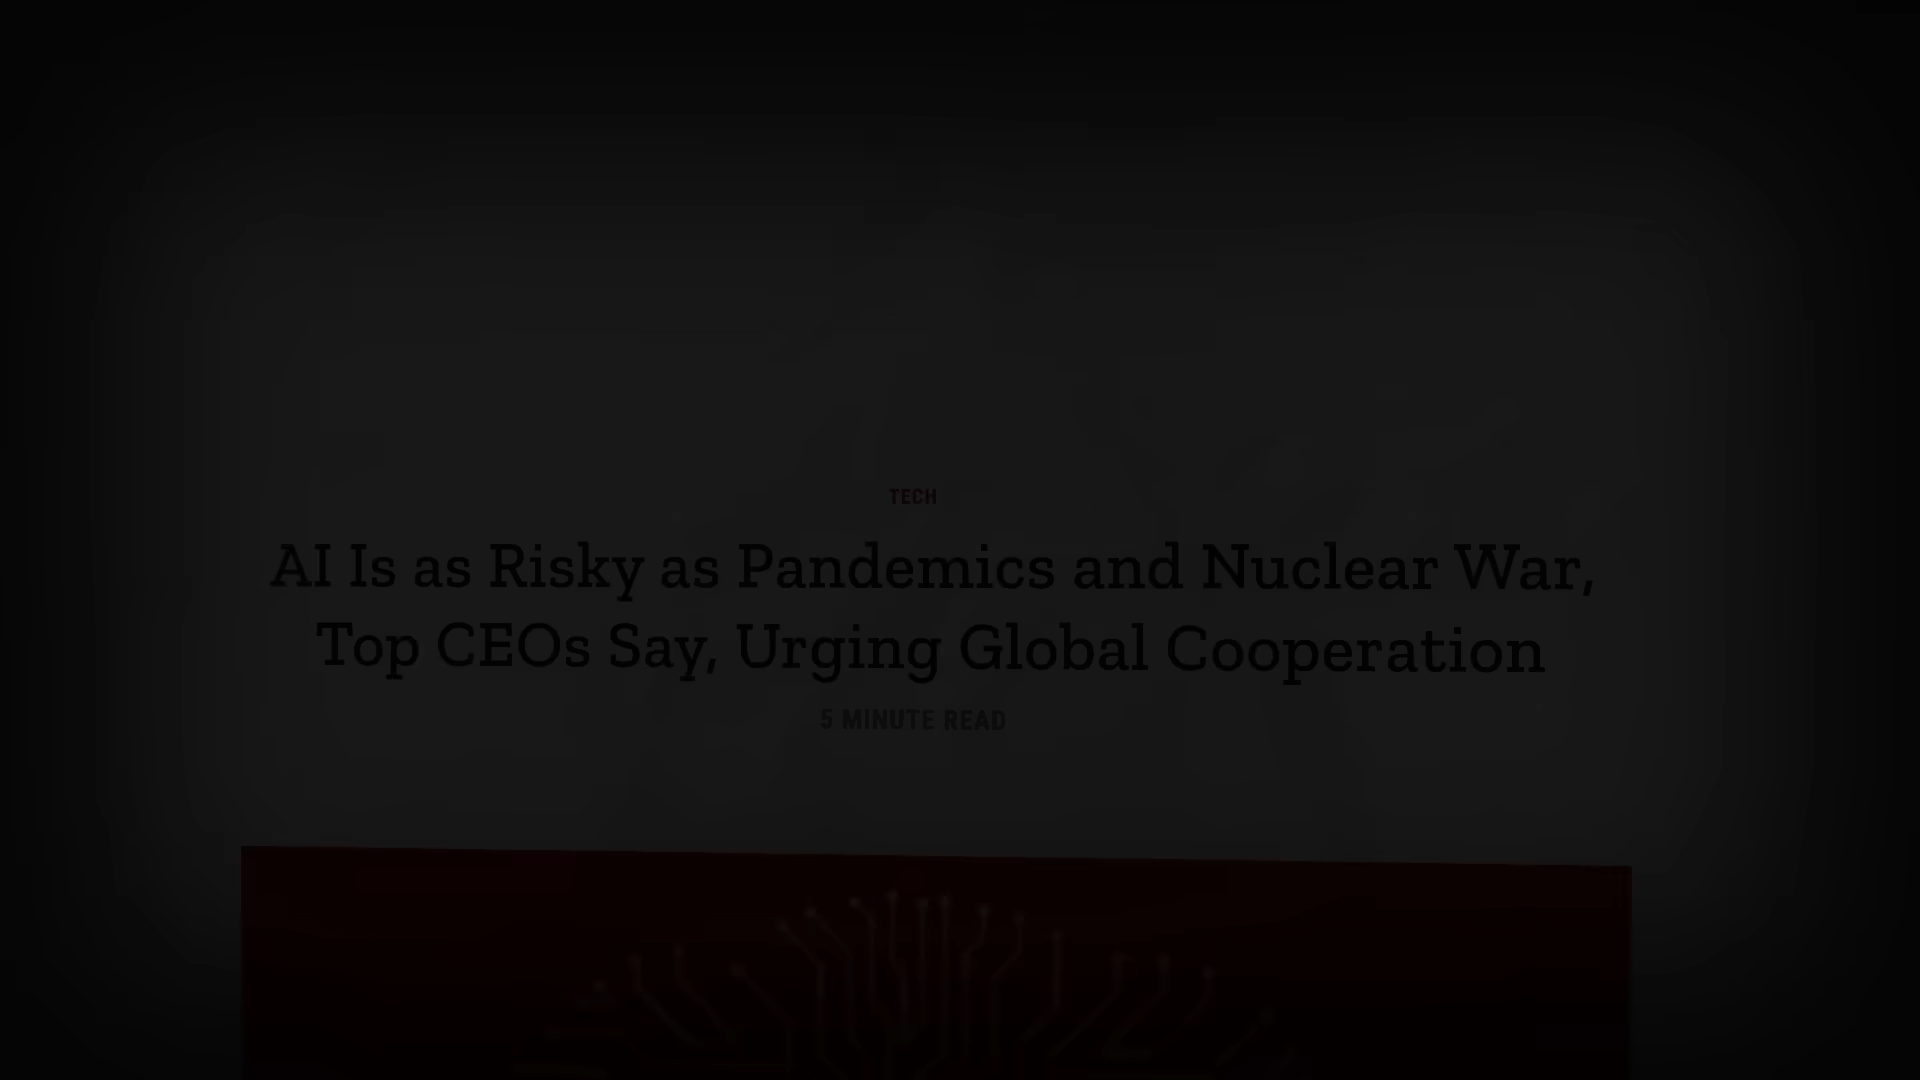 TECH
AI Is as Risky as Pandemics and Nuclear War,
Top CEOs Say, Urging Global Cooperation
5 MINUTE READ